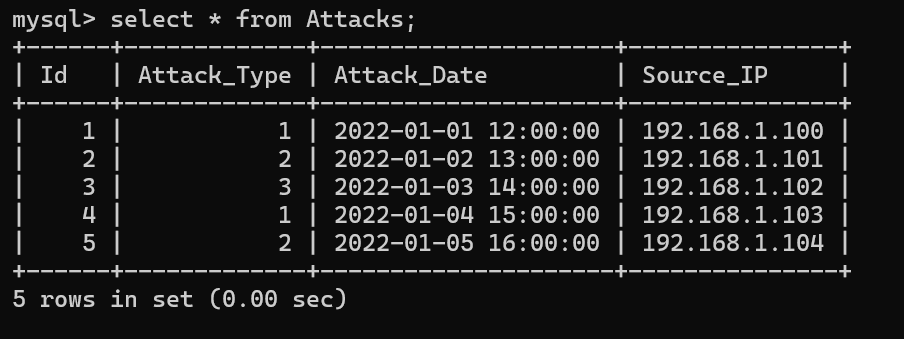 mysql> select * from Attacks;
+------+-------------+---------------------+---------------+
| Id   | Attack_Type | Attack_Date         | Source_IP     |
+------+-------------+---------------------+---------------+
|    1 |           1 | 2022-01-01 12:00:00 | 192.168.1.100 |
|    2 |           2 | 2022-01-02 13:00:00 | 192.168.1.101 |
|    3 |           3 | 2022-01-03 14:00:00 | 192.168.1.102 |
|    4 |           1 | 2022-01-04 15:00:00 | 192.168.1.103 |
|    5 |           2 | 2022-01-05 16:00:00 | 192.168.1.104 |
+------+-------------+---------------------+---------------+
5 rows in set (0.00 sec)